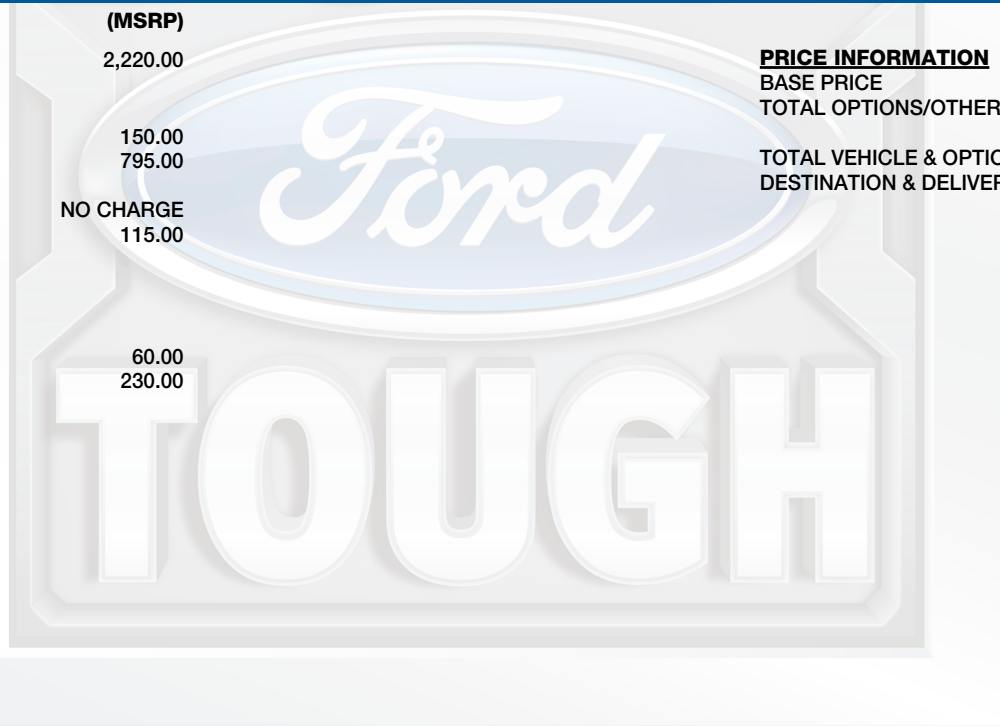 (MSRP)
2,220.00
150.00
795.00
NO CHARGE
115.00
60.00
230.00
PRICE INFORMATION
BASE PRICE
TOTAL OPTIONS/OTHER
TOTAL VEHICLE & OPTIO
DESTINATION & DELIVER
Ford
TOUGH